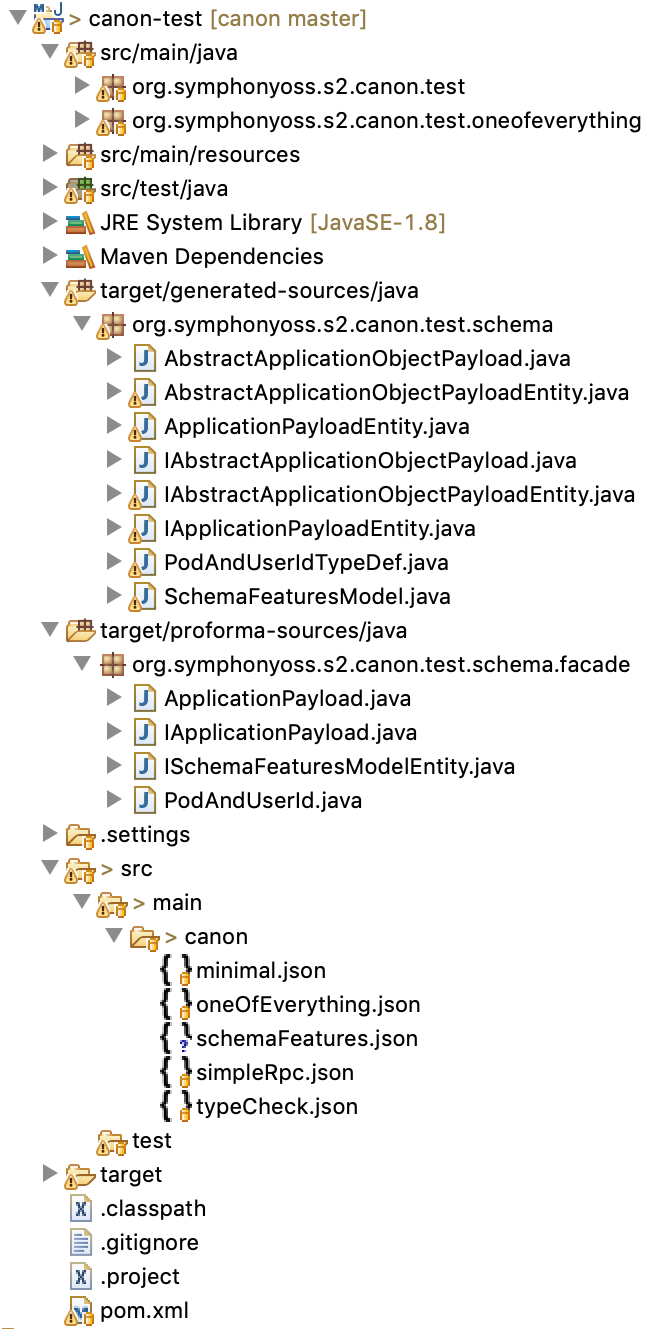 > canon-test [canon master]
src/main/java
org.symphonyoss.s2.canon.test
org.symphonyoss.s2.canon.test.oneofeverything
src/main/resources
src/test/java
JRE System Library [JavaSE-1.8]
Maven Dependencies
target/generated-sources/java
org.symphonyoss.s2.canon.test.schema
AbstractApplicationObjectPayload.java
AbstractApplicationObjectPayloadEntity.java
ApplicationPayloadEntity.java
IAbstractApplicationObjectPayload.java
IAbstractApplicationObjectPayloadEntity.java
IApplicationPayloadEntity.java
PodAndUserIdTypeDef.java
SchemaFeaturesModel.java
target/proforma-sources/java
org.symphonyoss.s2.canon.test.schema.facade
ApplicationPayload.java
IApplicationPayload.java
ISchemaFeaturesModelEntity.java
PodAndUserId.java
.settings
> src
> main
> canon
minimal.json
oneOfEverything.json
schemaFeatures.json
simpleRpc.json
typeCheck.json
test
target
.classpath
.gitignore
.project
pom.xml